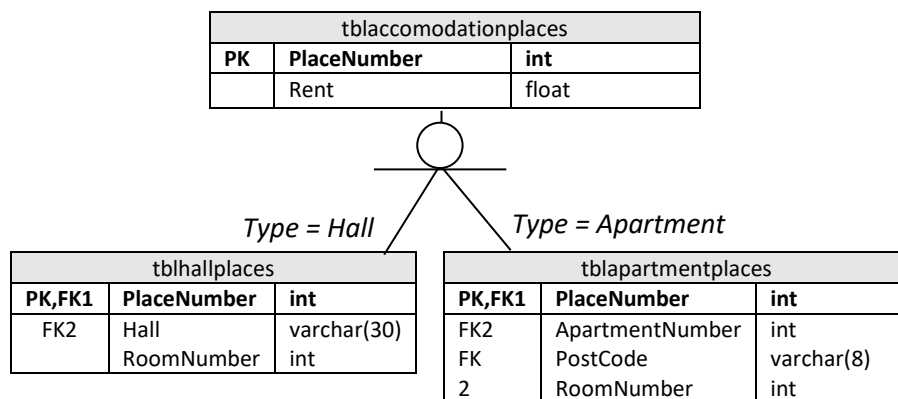 tblaccomodationplaces
PK PlaceNumber int
Rent float
Type = Hall
Type = Apartment
tblhallplaces
PK,FK1 PlaceNumber int
FK2 Hall varchar(30)
RoomNumber int
tblapartmentplaces
PK,FK1 PlaceNumber int
FK2 ApartmentNumber int
FK PostCode varchar(8)
2 RoomNumber int